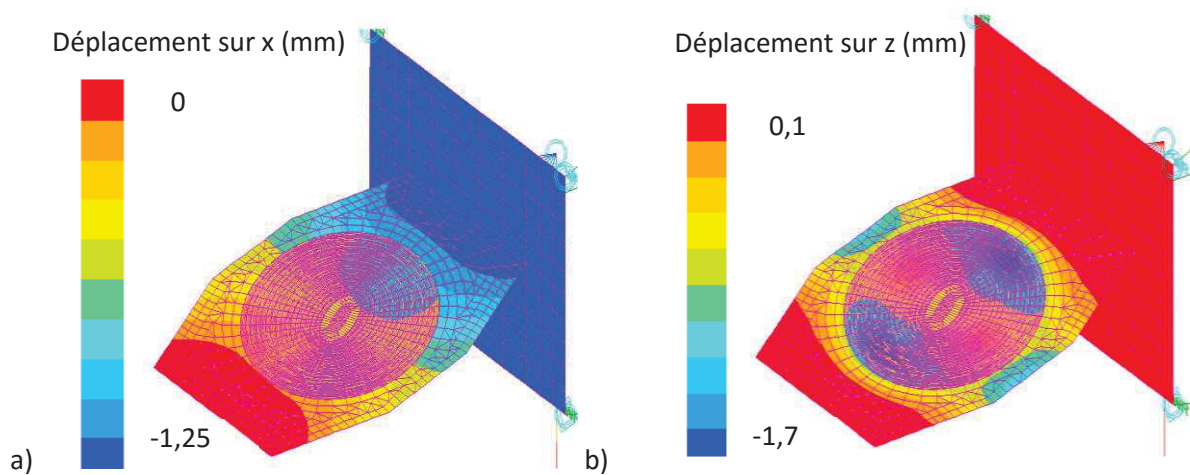 Déplacement sur x (mm)
0
-1,25
a)
Déplacement sur z (mm)
0,1
-1,7
b)